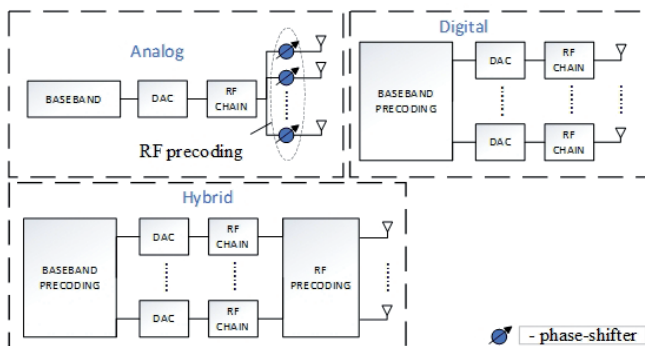 Analog
BASEBAND
DAC
RF
CHAIN
RF precoding
Digital
BASEBAND
PRECODING
DAC
RF
CHAIN
DAC
RF
CHAIN
Hybrid
BASEBAND
PRECODING
DAC
RF
CHAIN
DAC
RF
CHAIN
RF
PRECODING
- phase-shifter